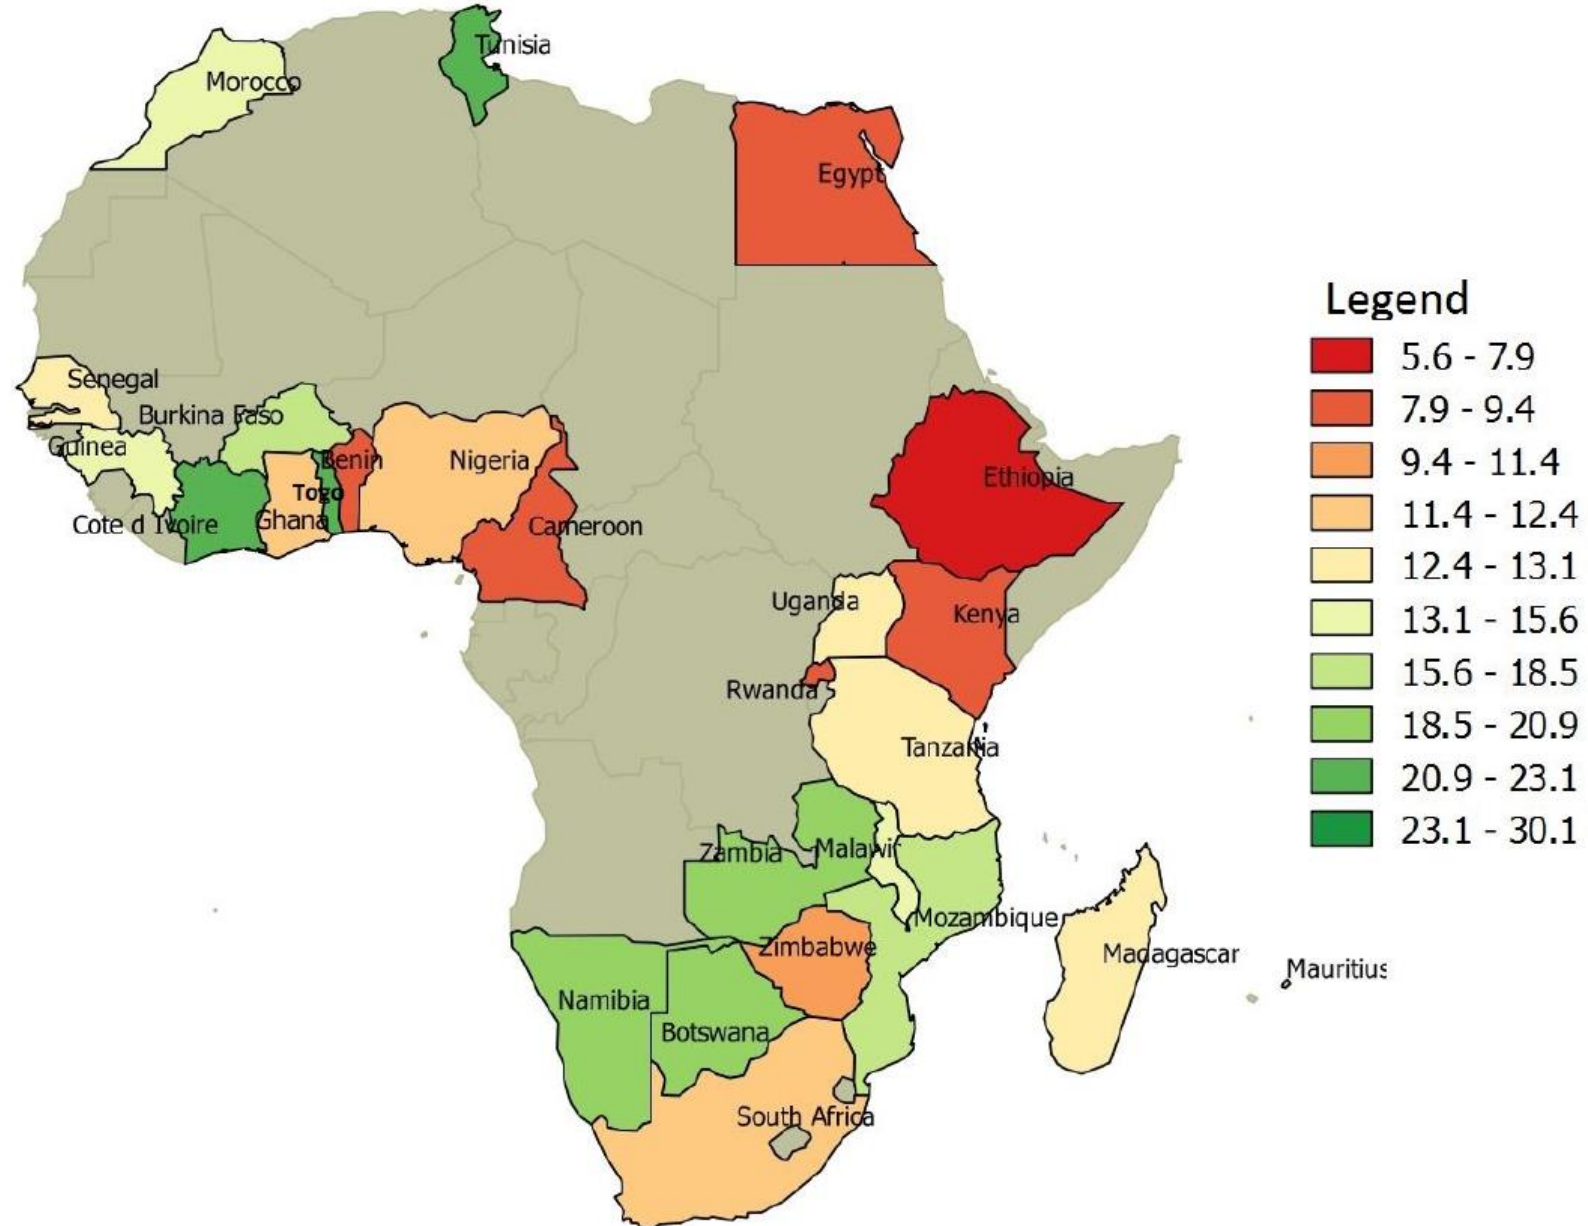 Tunisia
Morocco
Egypt
Legend
5.6 - 7.9
7.9 - 9.4
9.4 - 11.4
11.4 - 12.4
12.4 - 13.1
13.1 - 15.6
15.6 - 18.5
18.5 - 20.9
20.9 - 23.1
23.1 - 30.1
Senegal
Burkina Faso
Guinea
Benin
Nigeria
Ethiopia
Togo
Cote d Ivoire
Ghana
Cameroon
Uganda
Kenya
Rwanda
Tanzania
Zambia
Malawi
Mozambique
Zimbabwe
Madagascar
Mauritius
Namibia
Botswana
South Africa